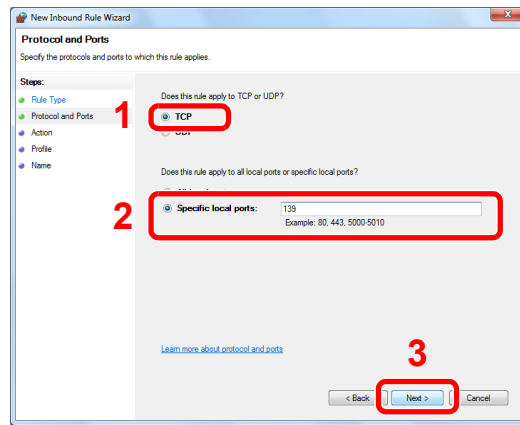 New Inbound Rule Wizard
Protocol and Ports
Specify the protocols and ports to which this rule applies.
Steps:
Rule Type
Protocol and Ports
Action
Profile
Name
Does this rule apply to TCP or UDP?
1
TCP
UDP
Does this rule apply to all local ports or specific local ports?
2
Specific local ports:
139
Example: 80, 443, 5000-5010
Learn more about protocol and ports
3
< Back
Next >
Cancel